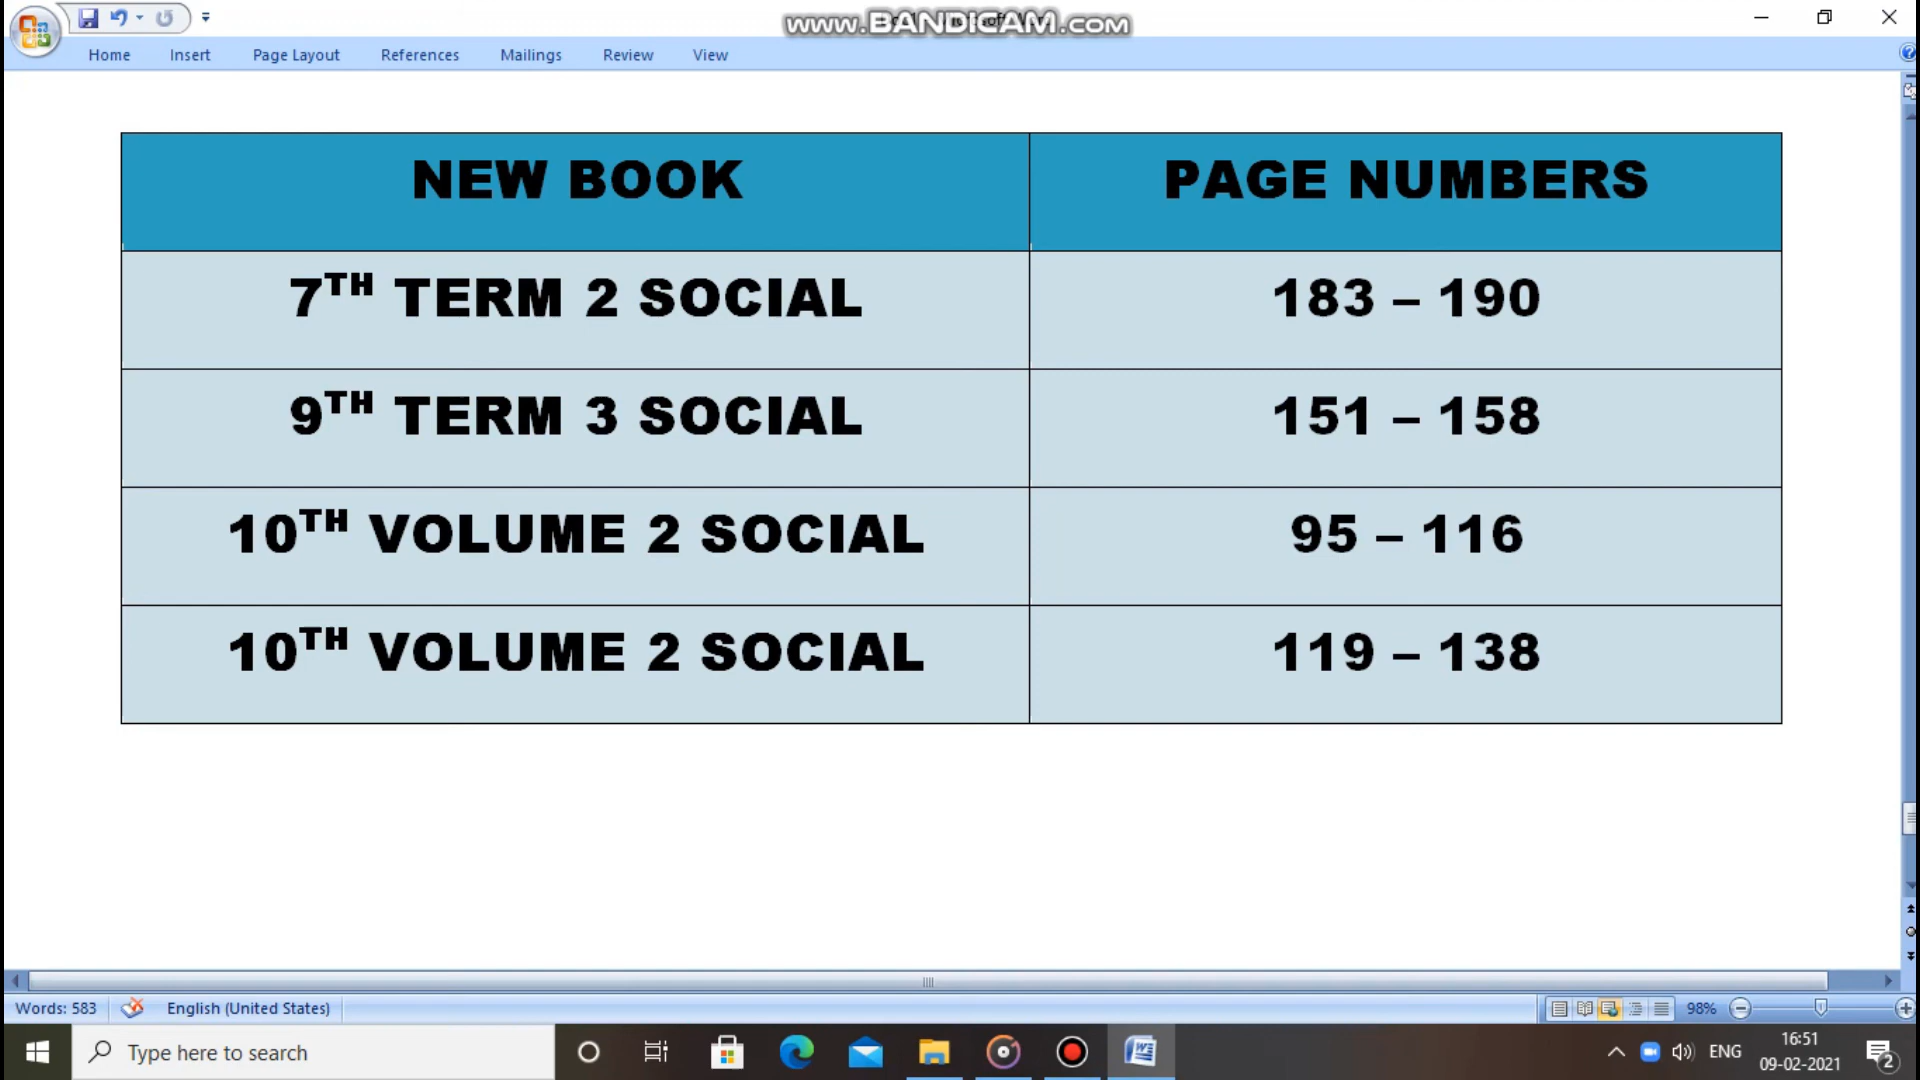 www.BANDICAM.com
Home Insert Page Layout References Mailings Review View
NEW BOOK PAGE NUMBERS
7TH TERM 2 SOCIAL 183 – 190
9TH TERM 3 SOCIAL 151 – 158
10TH VOLUME 2 SOCIAL 95 – 116
10TH VOLUME 2 SOCIAL 119 – 138
Words: 583 English (United States) 98%
Type here to search ENG 16:51
09-02-2021 2